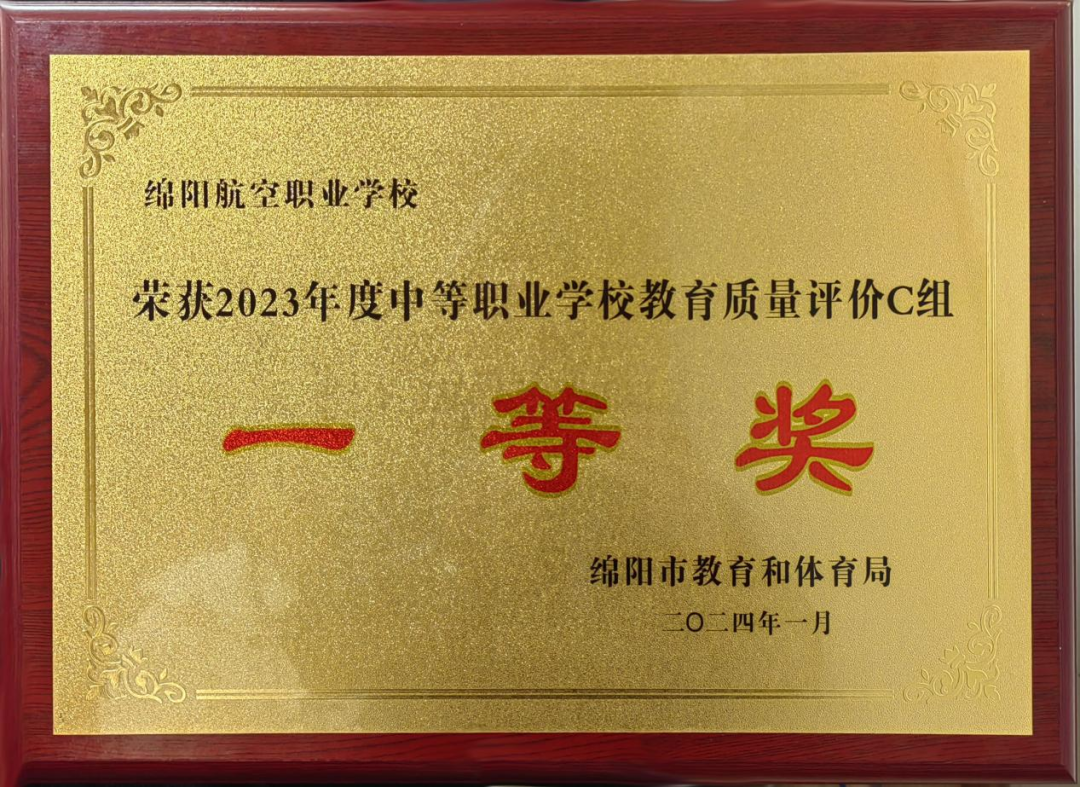 绵阳航空职业学校
荣获2023年度中等职业学校教育质量评价C组
一等奖
绵阳市教育和体育局
二〇二四年一月